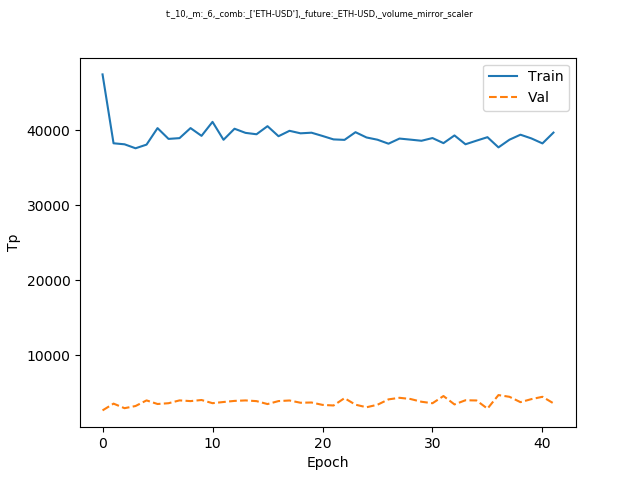 t:_10,_m:_6,_comb:_['ETH-USD'],_future:_ETH-USD,_volume_mirror_scaler
Train
Val
40000
30000
20000
10000
Tp
0 10 20 30 40
Epoch